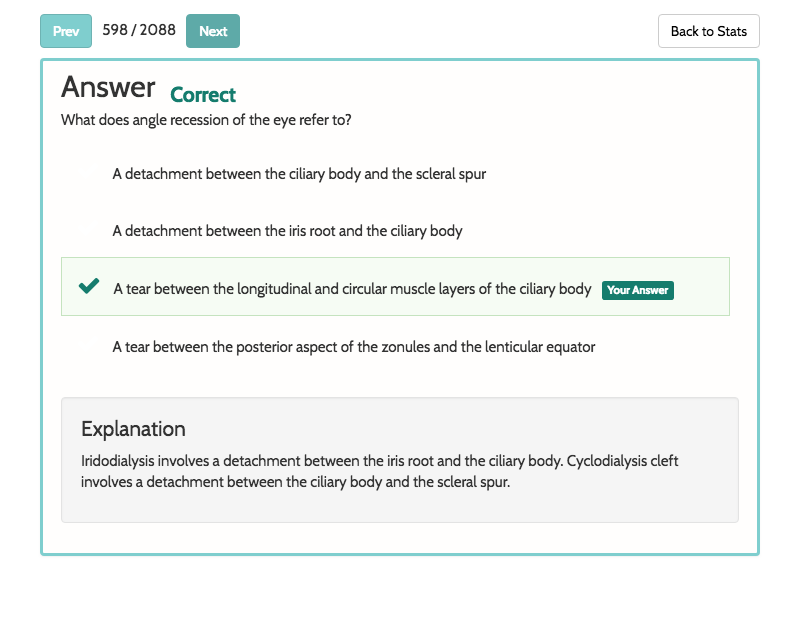 Prev 598 / 2088 Next Back to Stats
Answer Correct
What does angle recession of the eye refer to?
A detachment between the ciliary body and the scleral spur
A detachment between the iris root and the ciliary body
A tear between the longitudinal and circular muscle layers of the ciliary body Your Answer
A tear between the posterior aspect of the zonules and the lenticular equator
Explanation
Iridodialysis involves a detachment between the iris root and the ciliary body. Cyclodialysis cleft
involves a detachment between the ciliary body and the scleral spur.